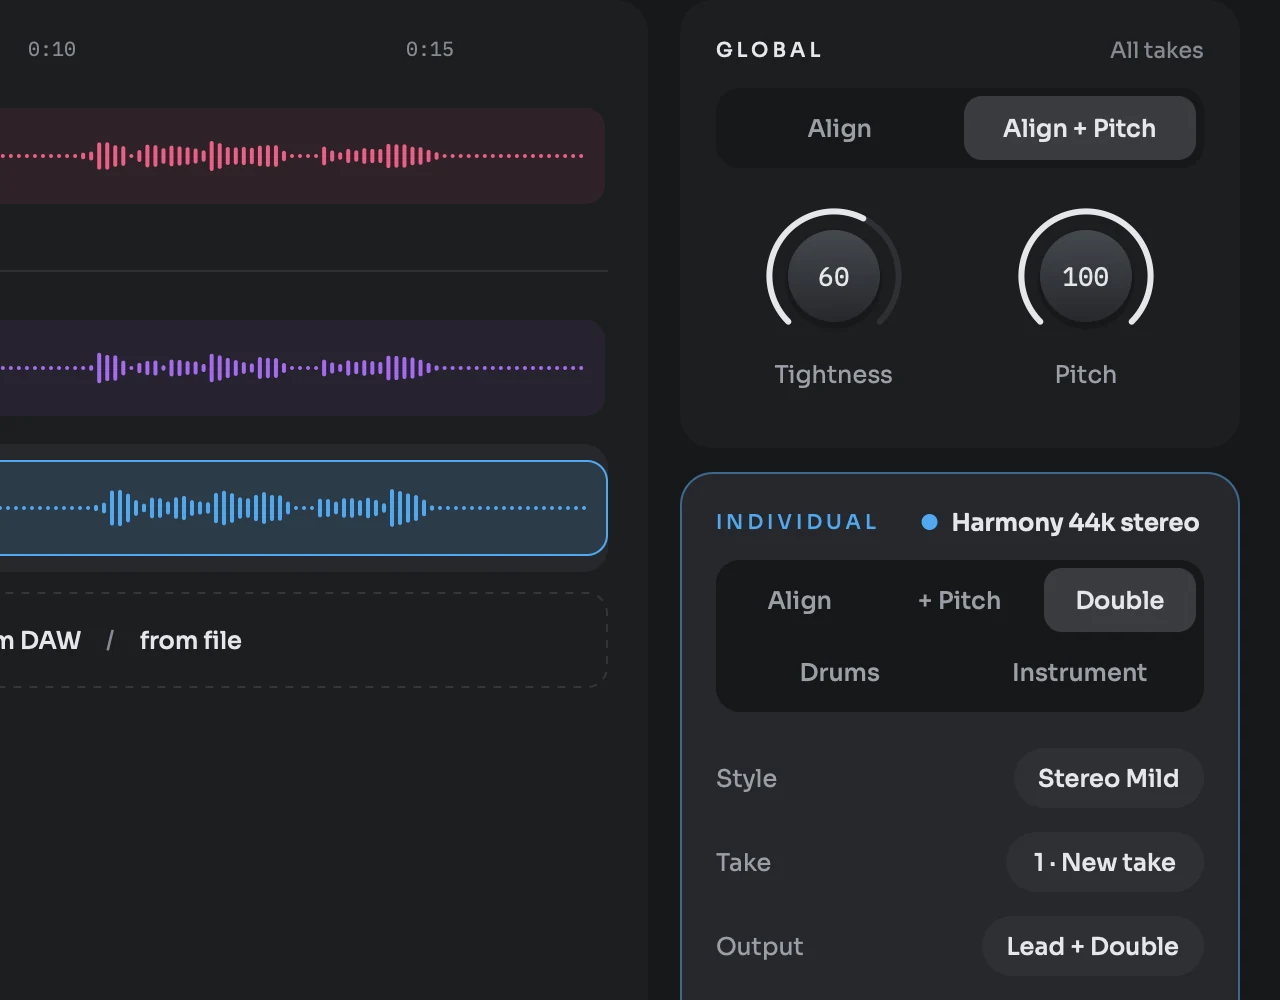 0:10 0:15
m DAW / from file
GLOBAL All takes
Align Align + Pitch
60 100
Tightness Pitch
INDIVIDUAL Harmony 44k stereo
Align + Pitch Double
Drums Instrument
Style Stereo Mild
Take 1 · New take
Output Lead + Double